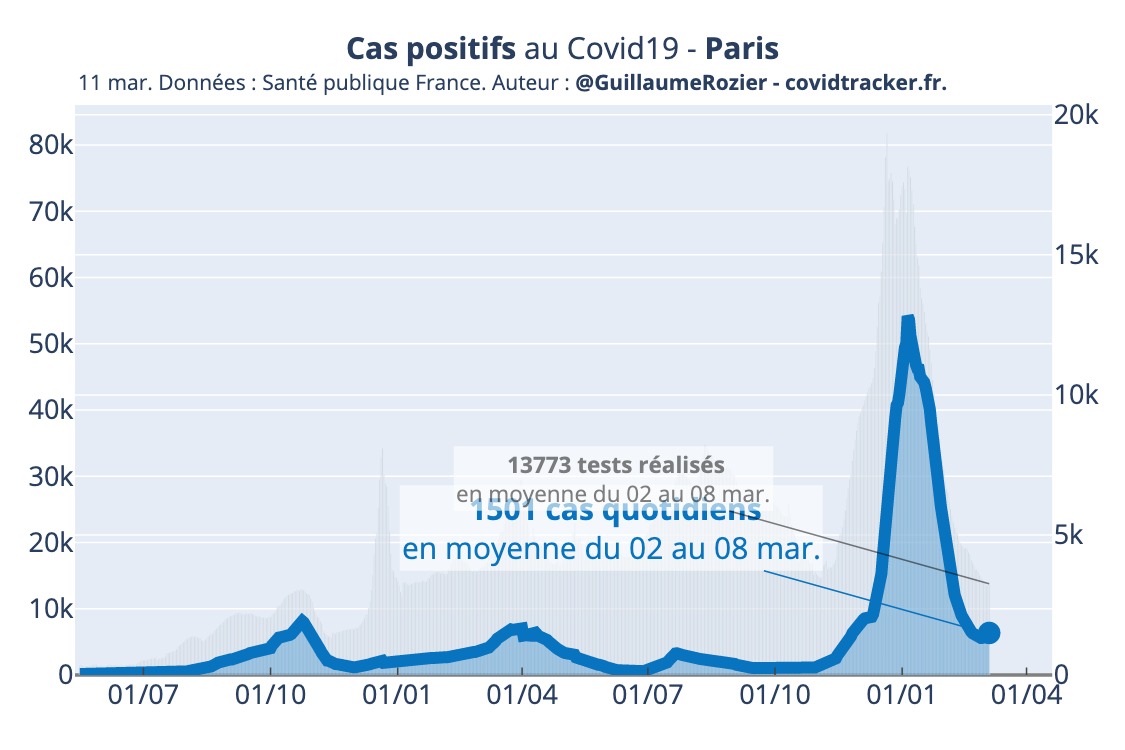 Cas positifs au Covid19 - Paris
11 mar. Données : Santé publique France. Auteur : @GuillaumeRozier - covidtracker.fr.
80k
70k
60k
50k
40k
30k
20k
10k
0
20k
15k
10k
5k
0
13773 tests réalisés
en moyenne du 02 au 08 mar.
1501 cas quotidiens
en moyenne du 02 au 08 mar.
01/07 01/10 01/01 01/04 01/07 01/10 01/01 01/04